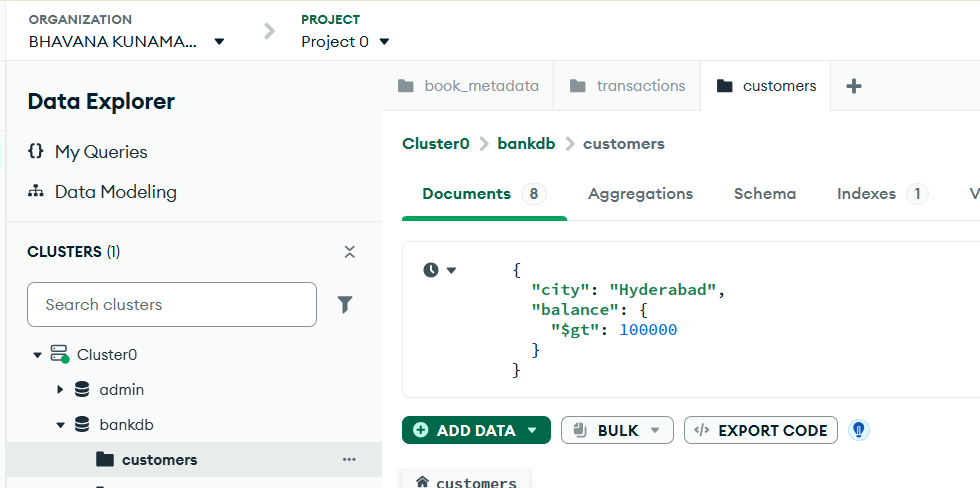 ORGANIZATION
BHAVANA KUNAMA...
PROJECT
Project 0
Data Explorer
My Queries
Data Modeling
CLUSTERS (1)
Search clusters
Cluster0
admin
bankdb
customers
book_metadata
transactions
customers
Cluster0 > bankdb > customers
Documents 8
Aggregations
Schema
Indexes 1
V
{
  "city": "Hyderabad",
  "balance": {
    "$gt": 100000
  }
}
ADD DATA
BULK
</> EXPORT CODE
customers